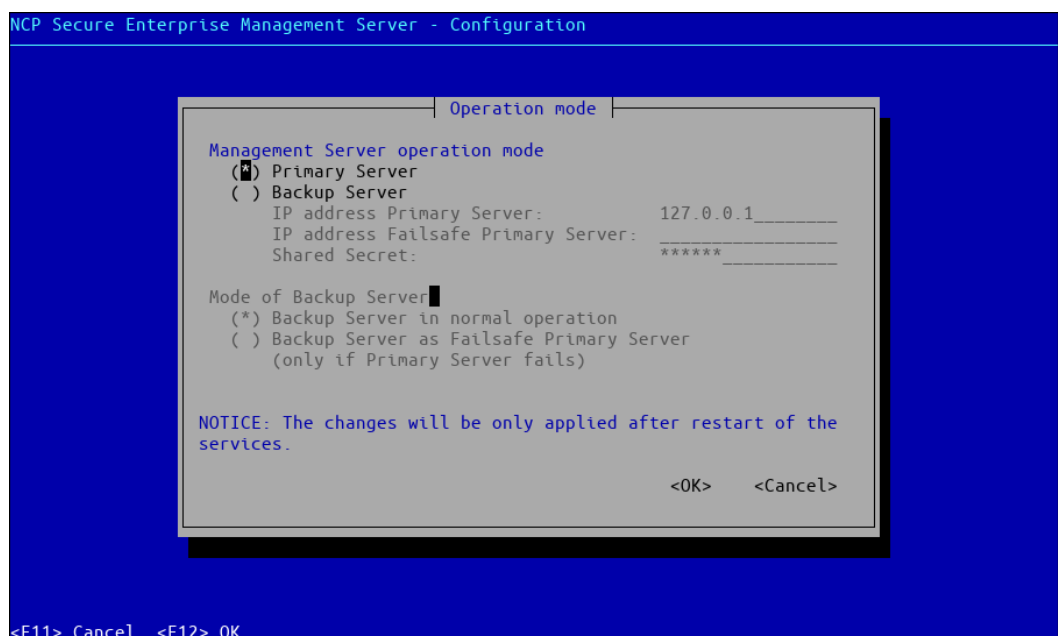 NCP Secure Enterprise Management Server - Configuration
Operation mode
Management Server operation mode
(*) Primary Server
( ) Backup Server
IP address Primary Server: 127.0.0.1________
IP address Failsafe Primary Server: _________________
Shared Secret: ******___________
Mode of Backup Server
(*) Backup Server in normal operation
( ) Backup Server as Failsafe Primary Server
(only if Primary Server fails)
NOTICE: The changes will be only applied after restart of the
services.
<OK> <Cancel>
<F11> Cancel <F12> OK